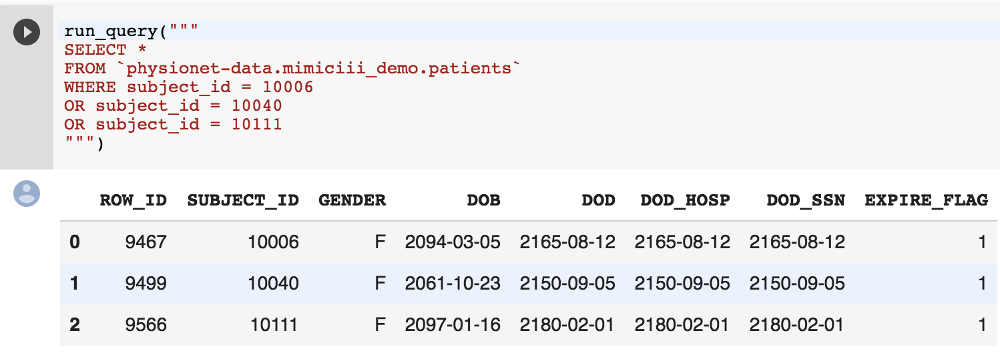 run_query("""
SELECT *
FROM `physionet-data.mimiciii_demo.patients`
WHERE subject_id = 10006
OR subject_id = 10040
OR subject_id = 10111
""")
ROW_ID SUBJECT_ID GENDER DOB DOD DOD_HOSP DOD_SSN EXPIRE_FLAG
0 9467 10006 F 2094-03-05 2165-08-12 2165-08-12 2165-08-12 1
1 9499 10040 F 2061-10-23 2150-09-05 2150-09-05 2150-09-05 1
2 9566 10111 F 2097-01-16 2180-02-01 2180-02-01 2180-02-01 1